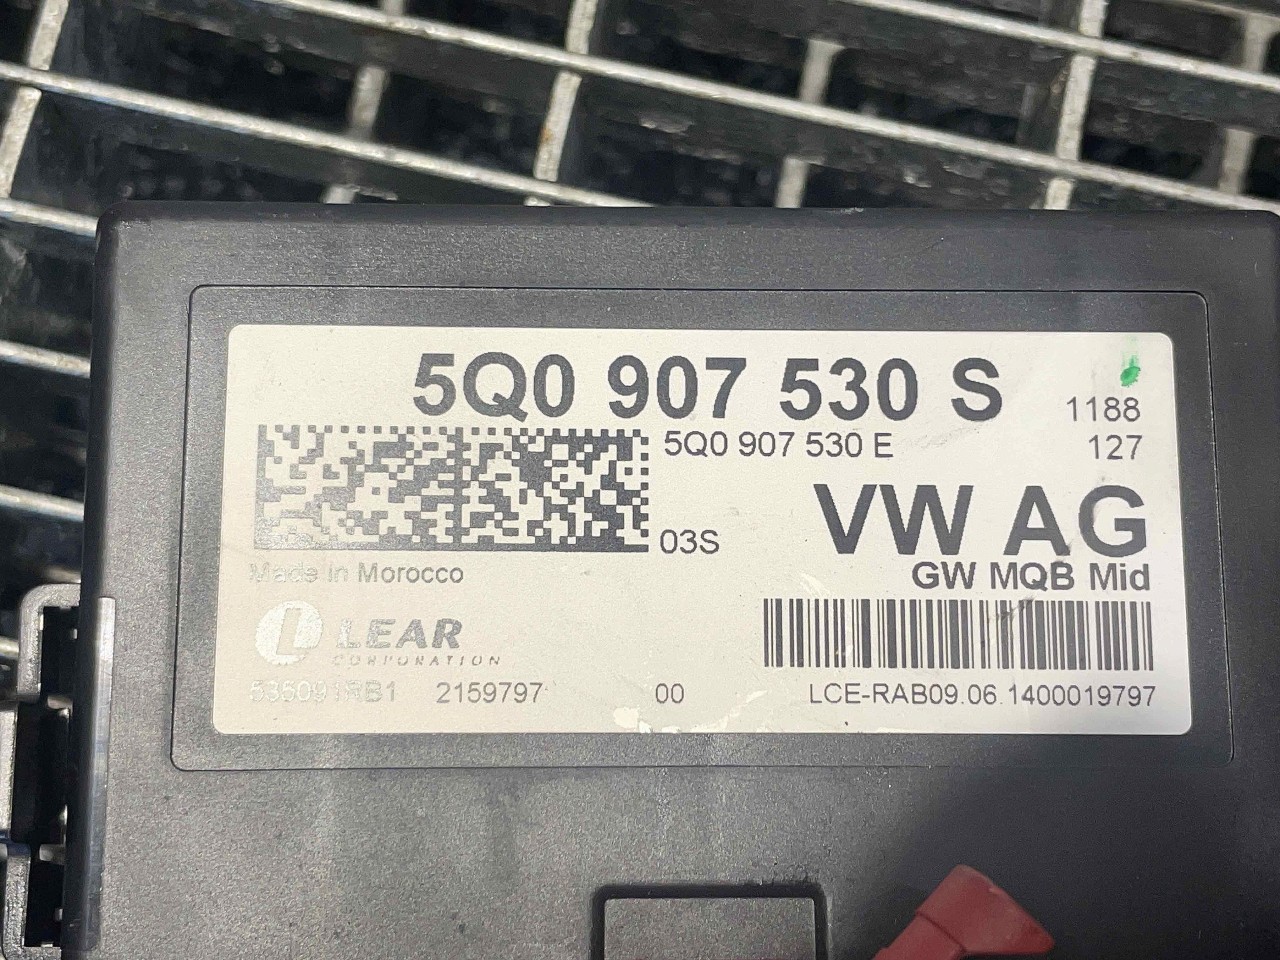 5Q0 907 530 S
1188
5Q0 907 530 E
127
03S
VW AG
GW MQB Mid
Made in Morocco
L LEAR
CORPORATION
2159797 00
LCE-RAB09.06.1400019797